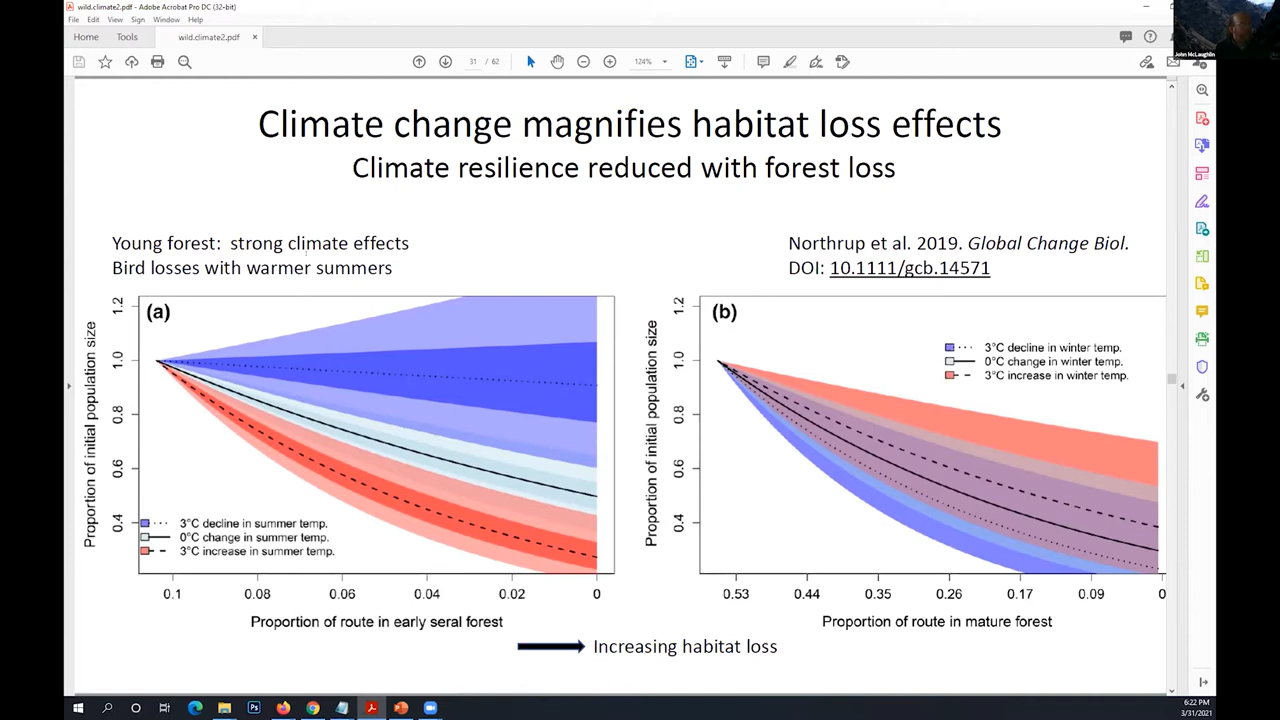 wild.climate2.pdf - Adobe Acrobat Pro DC (32-bit)
File Edit View Sign Window Help
Home Tools wild.climate2.pdf ×
31 / 62 124%
John McLaughlin
Climate change magnifies habitat loss effects
Climate resilience reduced with forest loss
Young forest: strong climate effects
Bird losses with warmer summers
Northrup et al. 2019. Global Change Biol.
DOI: 10.1111/gcb.14571
Proportion of initial population size
1.2
1.0
0.8
0.6
0.4
(a)
3°C decline in summer temp.
0°C change in summer temp.
3°C increase in summer temp.
0.1 0.08 0.06 0.04 0.02 0
Proportion of route in early seral forest
Proportion of initial population size
1.2
1.0
0.8
0.6
0.4
(b)
3°C decline in winter temp.
0°C change in winter temp.
3°C increase in winter temp.
0.53 0.44 0.35 0.26 0.17 0.09 0
Proportion of route in mature forest
Increasing habitat loss
6:22 PM
3/31/2021